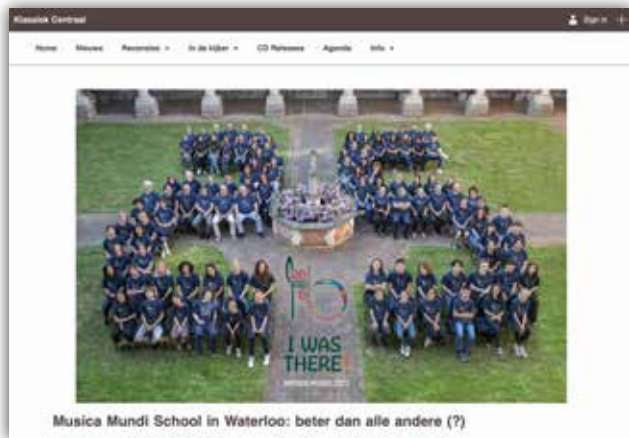 Klassiek Centraal
Sign in
Home Nieuws Recensies In de kijker CD Releases Agenda Info
I WAS
THERE!
Musica Mundi School in Waterloo: beter dan alle andere (?)